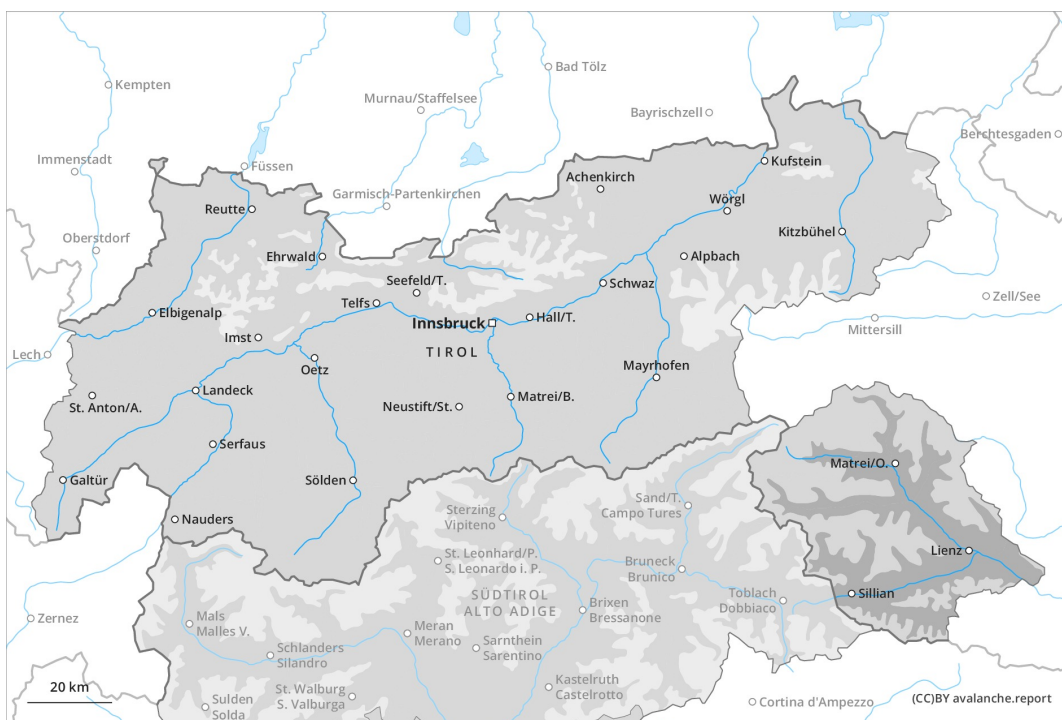 Kempten
Bad Tölz
Murnau/Staffelsee
Bayrischzell
Berchtesgaden
Immenstadt
Füssen
Kufstein
Achenkirch
Garmisch-Partenkirchen
Reutte
Wörgl
Oberstdorf
Kitzbühel
Ehrwald
Alpbach
Seefeld/T.
Schwaz
Zell/See
Telfs
Elbigenalp
Innsbruck
Hall/T.
Mittersill
Imst
TIROL
Lech
Oetz
Mayrhofen
Landeck
St. Anton/A.
Neustift/St.
Matrei/B.
Serfaus
Matrei/O.
Galtür
Sölden
Sand/T.
Campo Tures
Sterzing
Vipiteno
Nauders
Lienz
St. Leonhard/P.
S. Leonardo i. P.
Bruneck
Brunico
SÜDTIROL
ALTO ADIGE
Toblach
Dobbiaco
Sillian
Brixen
Bressanone
Zernez
Mals
Malles V.
Meran
Merano
Sarnthein
Sarentino
Schlanders
Silandro
Kastelruth
Castelrotto
20 km
St. Walburg
S. Valburga
Sulden
Solda
Cortina d'Ampezzo
(CC)BY avalanche.report